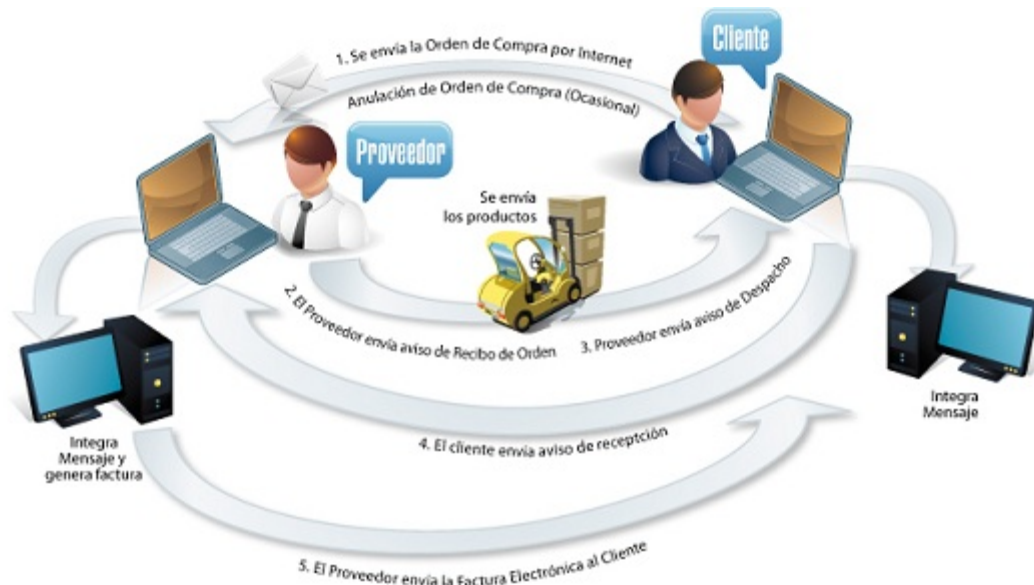 1. Se envía la Orden de Compra por Internet
Anulación de Orden de Compra (Ocasional)
Cliente
Proveedor
Se envía
los productos
2. El Proveedor envía aviso de Recibo de Orden
3. Proveedor envía aviso de Despacho
Integra
Mensaje
4. El cliente envía aviso de reeptción
Integra
Mensaje y
genera factura
5. El Proveedor envía la Factura Electrónica al Cliente